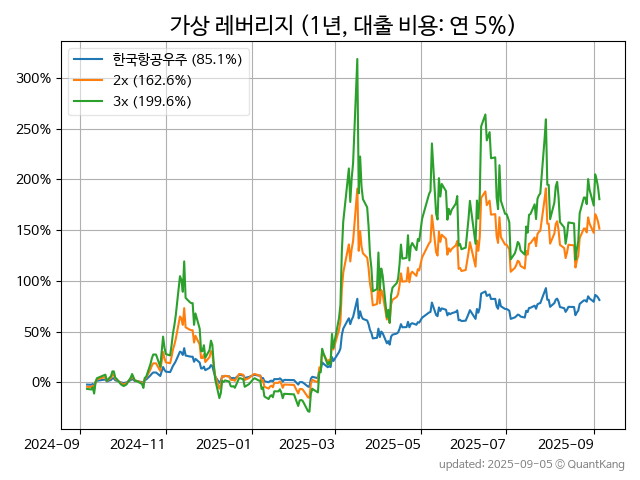 가상 레버리지 (1년, 대출 비용: 연 5%)
한국항공우주 (85.1%)
2x (162.6%)
3x (199.6%)
300%
250%
200%
150%
100%
50%
0%
2024-09 2024-11 2025-01 2025-03 2025-05 2025-07 2025-09
updated: 2025-09-05 © QuantKang